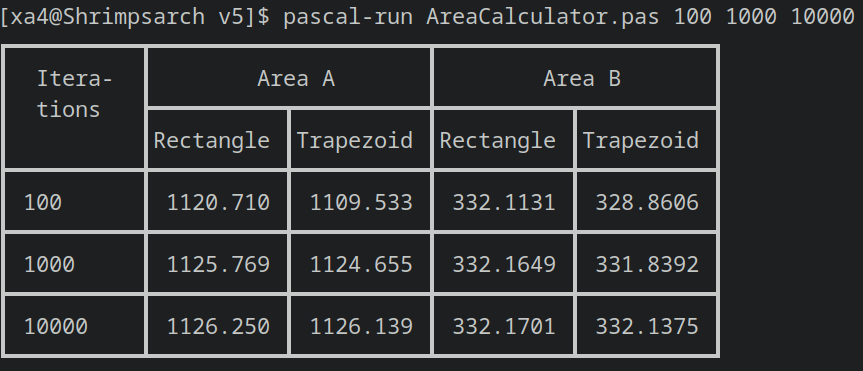 [xa4@Shrimpsarch v5]$ pascal-run AreaCalculator.pas 100 1000 10000
Itera- Area A Area B
tions
Rectangle Trapezoid Rectangle Trapezoid
100 1120.710 1109.533 332.1131 328.8606
1000 1125.769 1124.655 332.1649 331.8392
10000 1126.250 1126.139 332.1701 332.1375